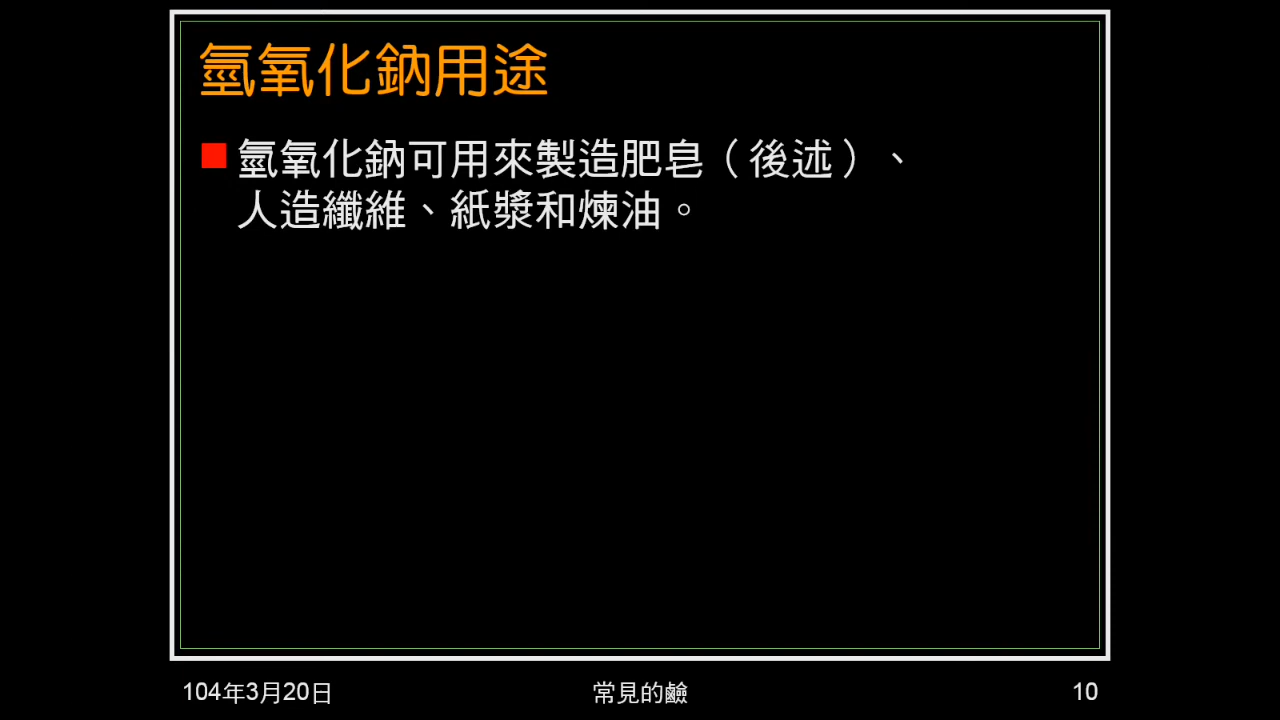 氫氧化鈉用途
氫氧化鈉可用來製造肥皂（後述）、
人造纖維、紙漿和煉油。
104年3月20日
常見的鹼
10